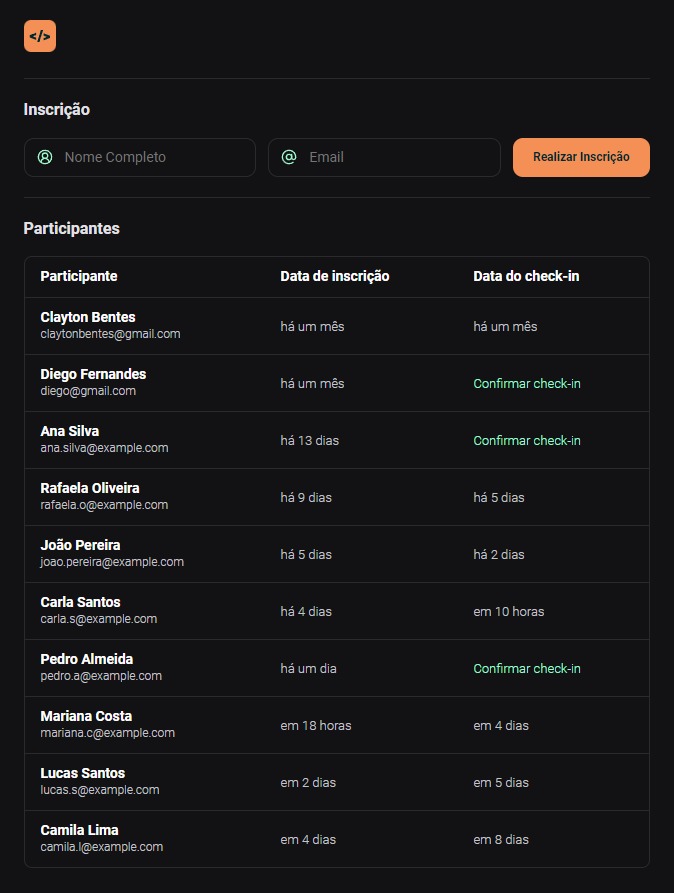 </>
Inscrição
Nome Completo
Email
Realizar Inscrição
Participantes
Participante Data de inscrição Data do check-in
Clayton Bentes
claytonbentes@gmail.com
há um mês há um mês
Diego Fernandes
diego@gmail.com
há um mês Confirmar check-in
Ana Silva
ana.silva@example.com
há 13 dias Confirmar check-in
Rafaela Oliveira
rafaela.o@example.com
há 9 dias há 5 dias
João Pereira
joao.pereira@example.com
há 5 dias há 2 dias
Carla Santos
carla.s@example.com
há 4 dias em 10 horas
Pedro Almeida
pedro.a@example.com
há um dia Confirmar check-in
Mariana Costa
mariana.c@example.com
em 18 horas em 4 dias
Lucas Santos
lucas.s@example.com
em 2 dias em 5 dias
Camila Lima
camila.l@example.com
em 4 dias em 8 dias